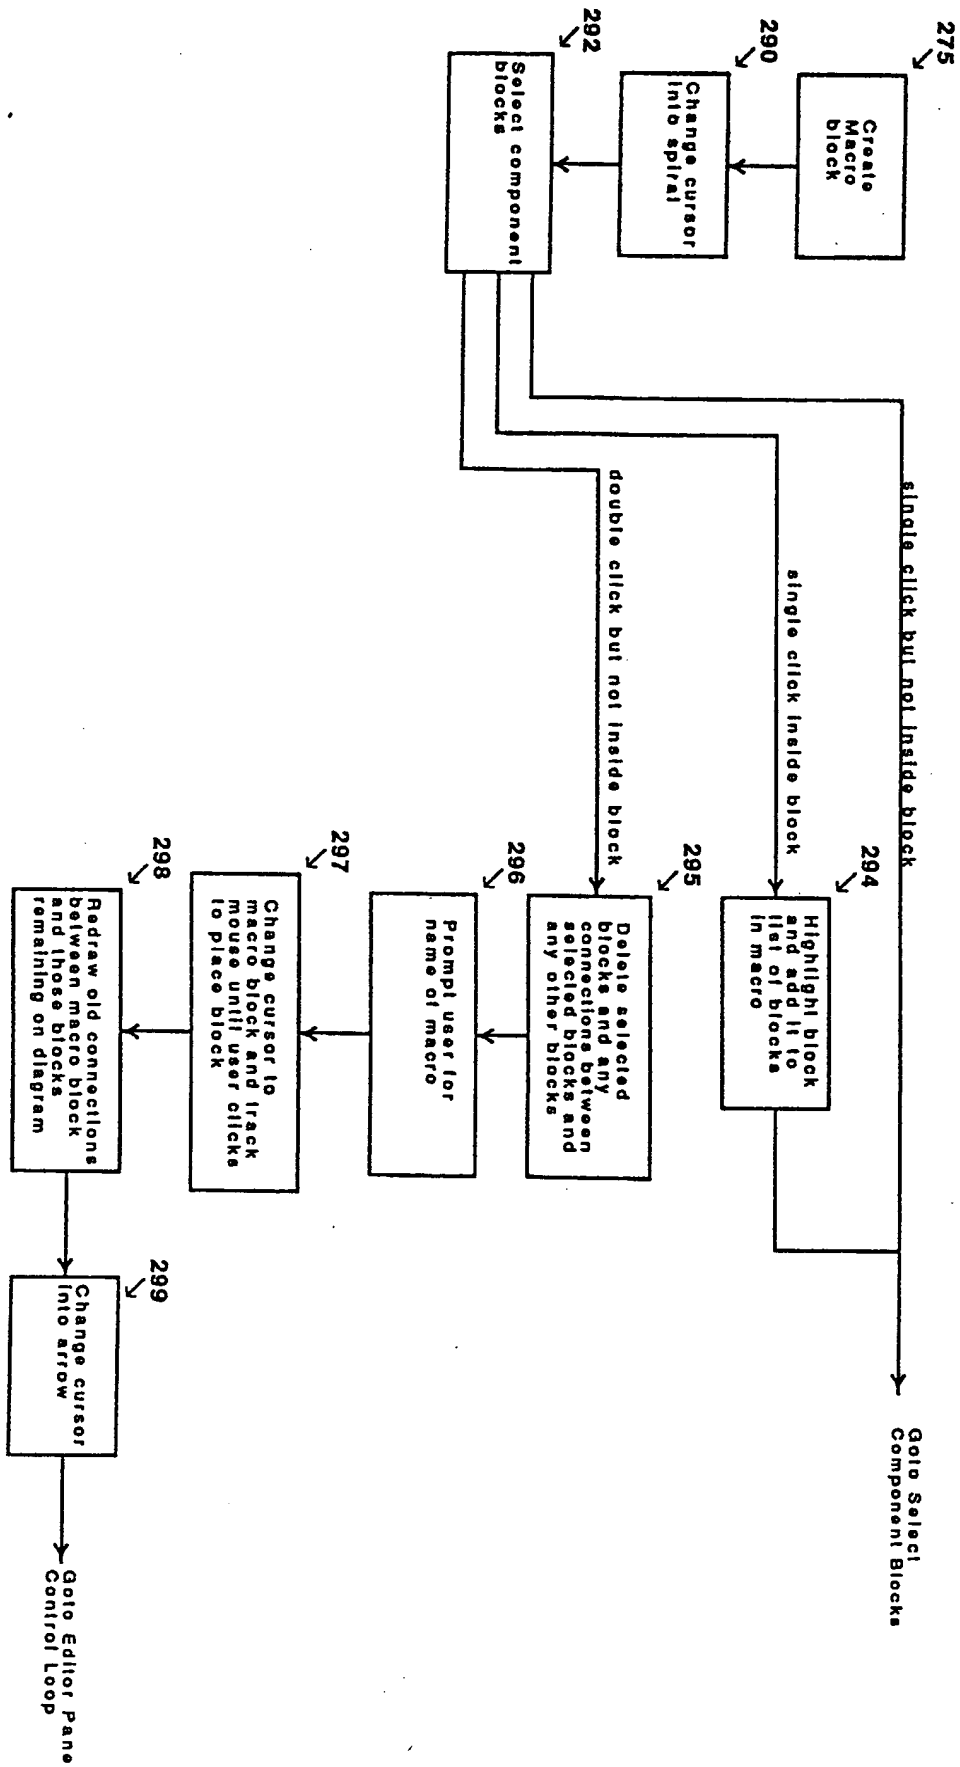 275
Create
Macro
block
290
Change cursor
into spiral
292
Select component
blocks
single click but not inside block
single click inside block
double click but not inside block
294
Highlight block
and add it to
list of blocks
in macro
295
Delete selected
blocks and any
connections between
selected blocks and
any other blocks
296
Prompt user for
name of macro
297
Change cursor to
macro block and track
mouse until user clicks
to place block
298
Redraw old connections
between macro block
and those blocks
remaining on diagram
299
Change cursor
into arrow
Goto Select
Component Blocks
Goto Editor Pane
Control Loop